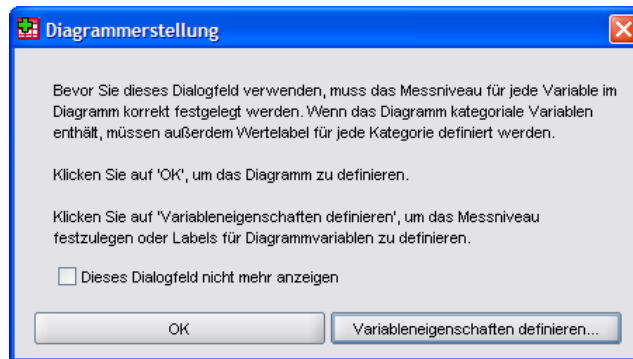 Diagrammerstellung
Bevor Sie dieses Dialogfeld verwenden, muss das Messniveau für jede Variable im
Diagramm korrekt festgelegt werden. Wenn das Diagramm kategoriale Variablen
enthält, müssen außerdem Wertelabel für jede Kategorie definiert werden.
Klicken Sie auf 'OK', um das Diagramm zu definieren.
Klicken Sie auf 'Variableneigenschaften definieren', um das Messniveau
festzulegen oder Labels für Diagrammvariablen zu definieren.
Dieses Dialogfeld nicht mehr anzeigen
OK
Variableneigenschaften definieren...